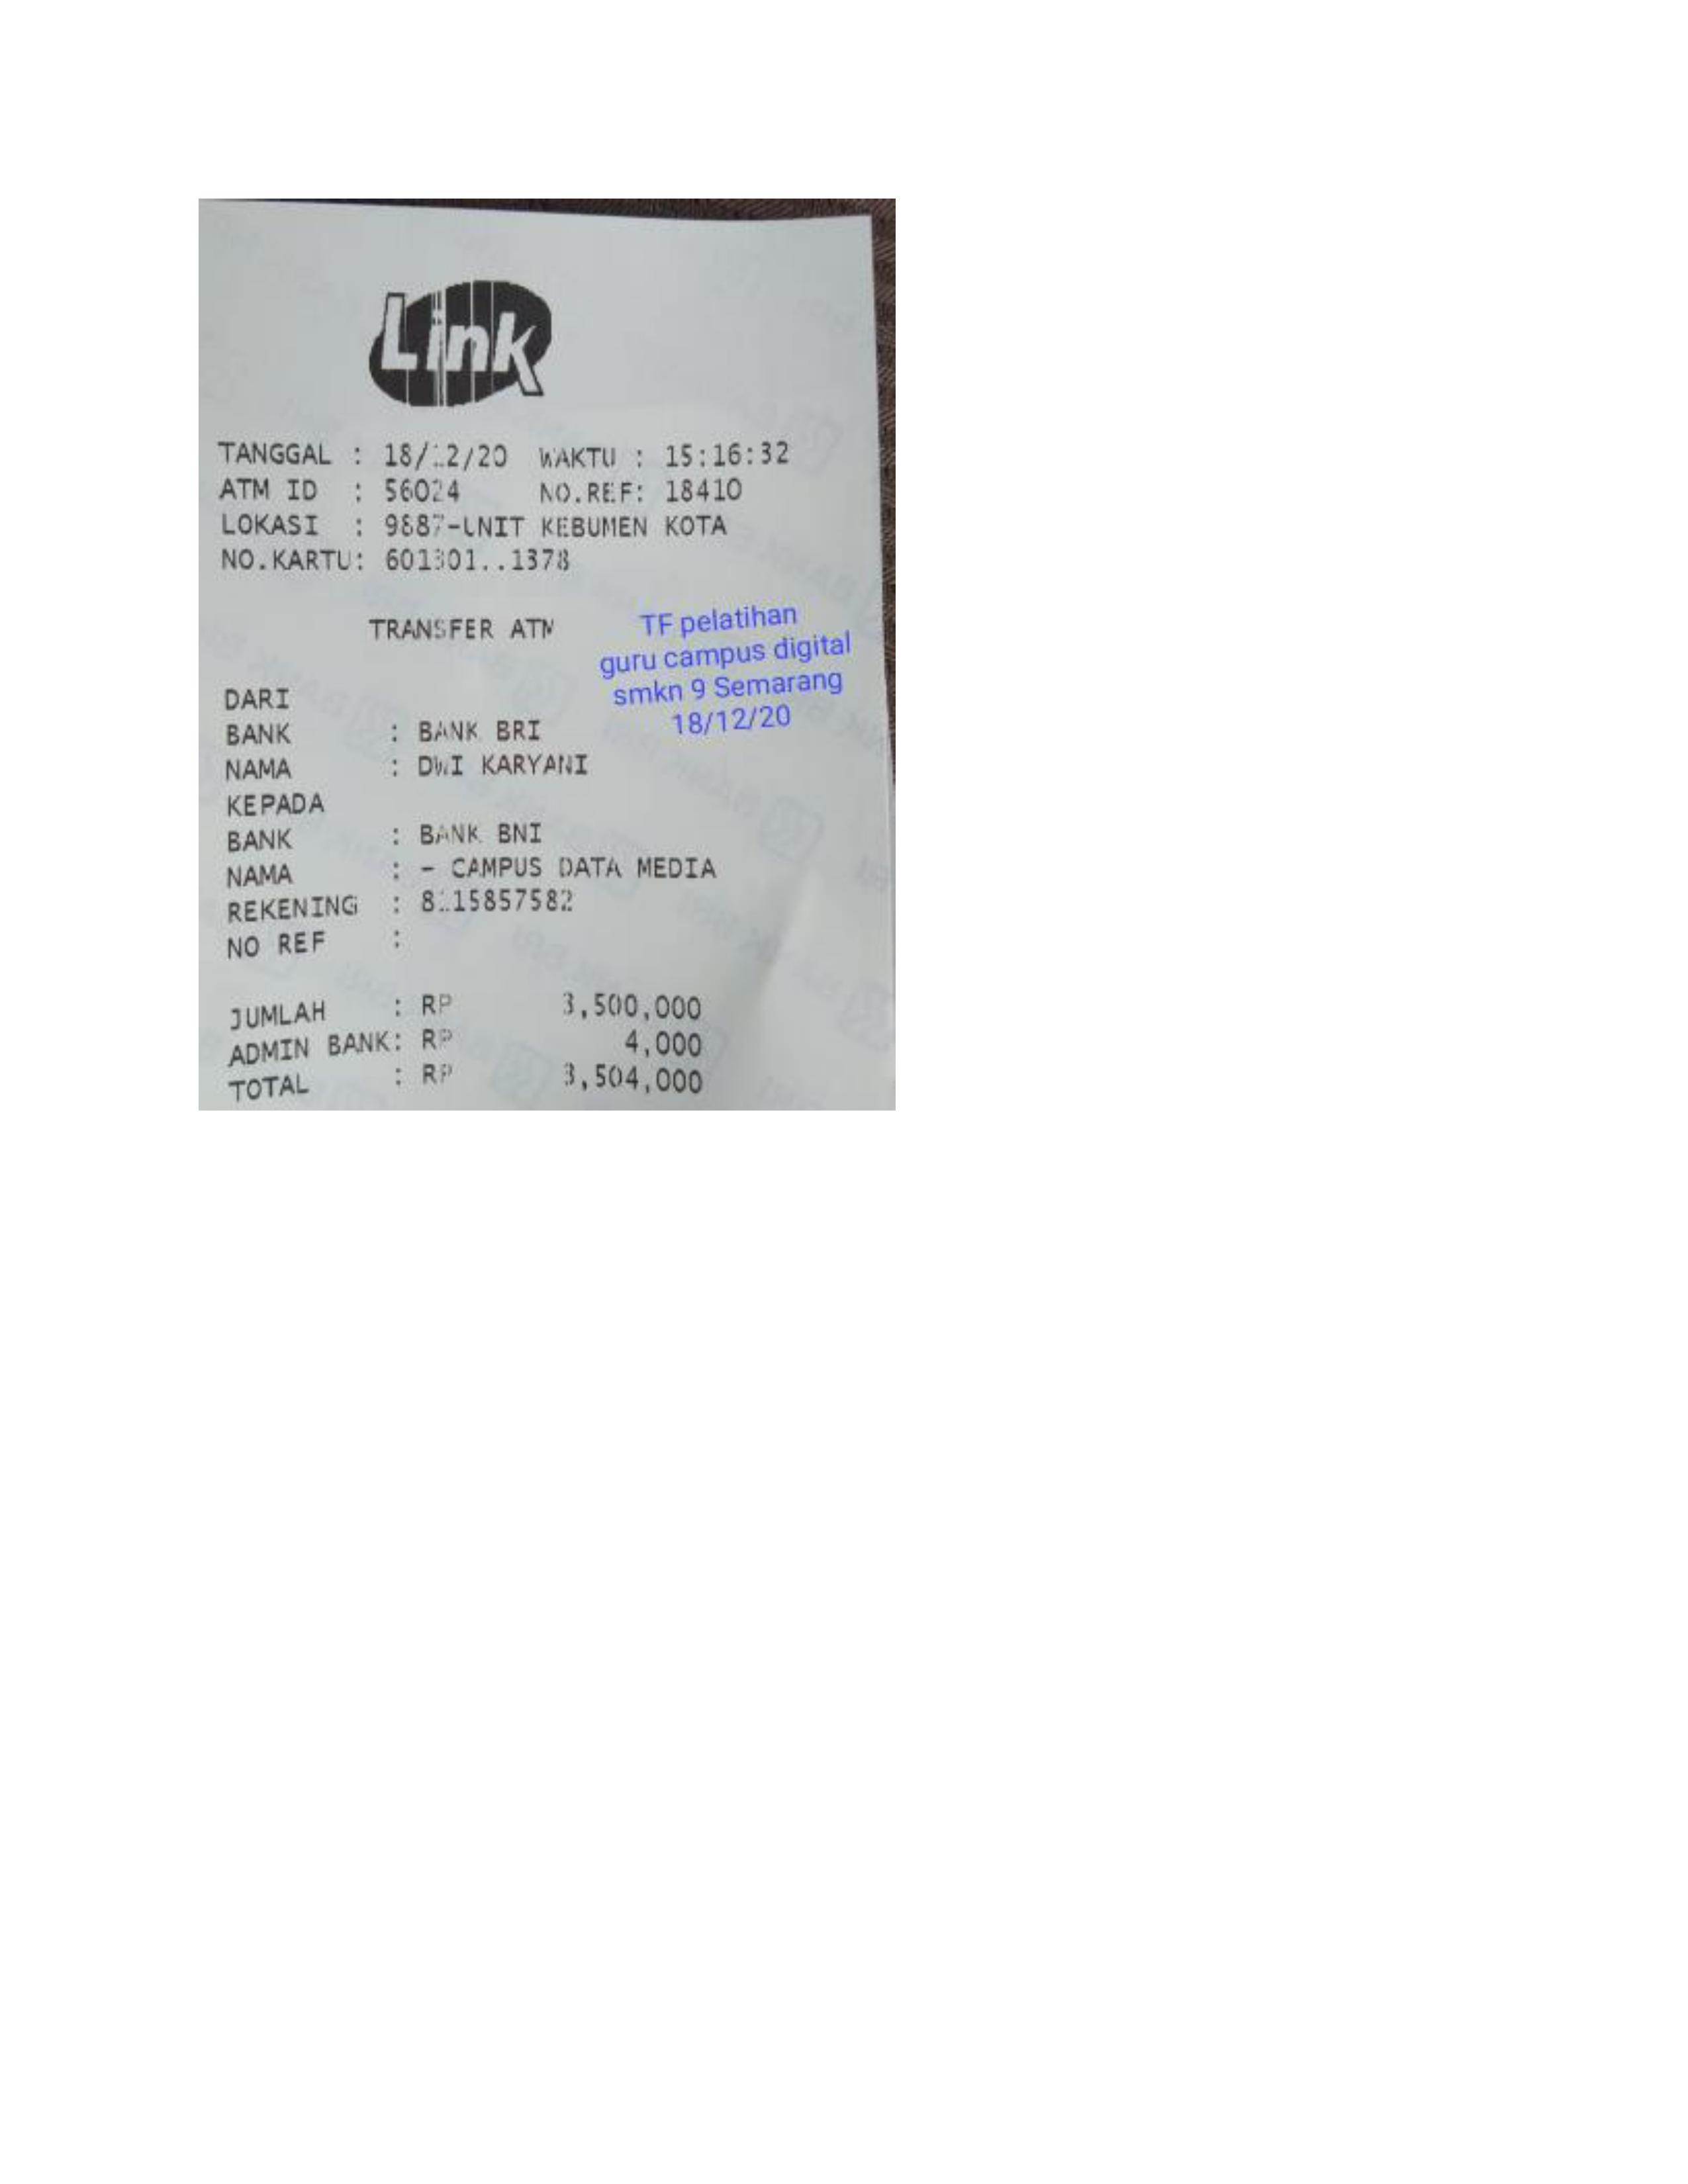 Link
TANGGAL : 18/12/20 WAKTU : 15:16:32
ATM ID : 56024 NO.REF: 18410
LOKASI : 9887-UNIT KEBUMEN KOTA
NO.KARTU: 601301..1378
TRANSFER ATM
TF pelatihan
guru campus digital
smkn 9 Semarang
18/12/20
DARI
BANK : BANK BRI
NAMA : DWI KARYANI
KEPADA
BANK : BANK BNI
NAMA : - CAMPUS DATA MEDIA
REKENING : 8115857582
NO REF :
JUMLAH : RP 3,500,000
ADMIN BANK: RP 4,000
TOTAL : RP 3,504,000